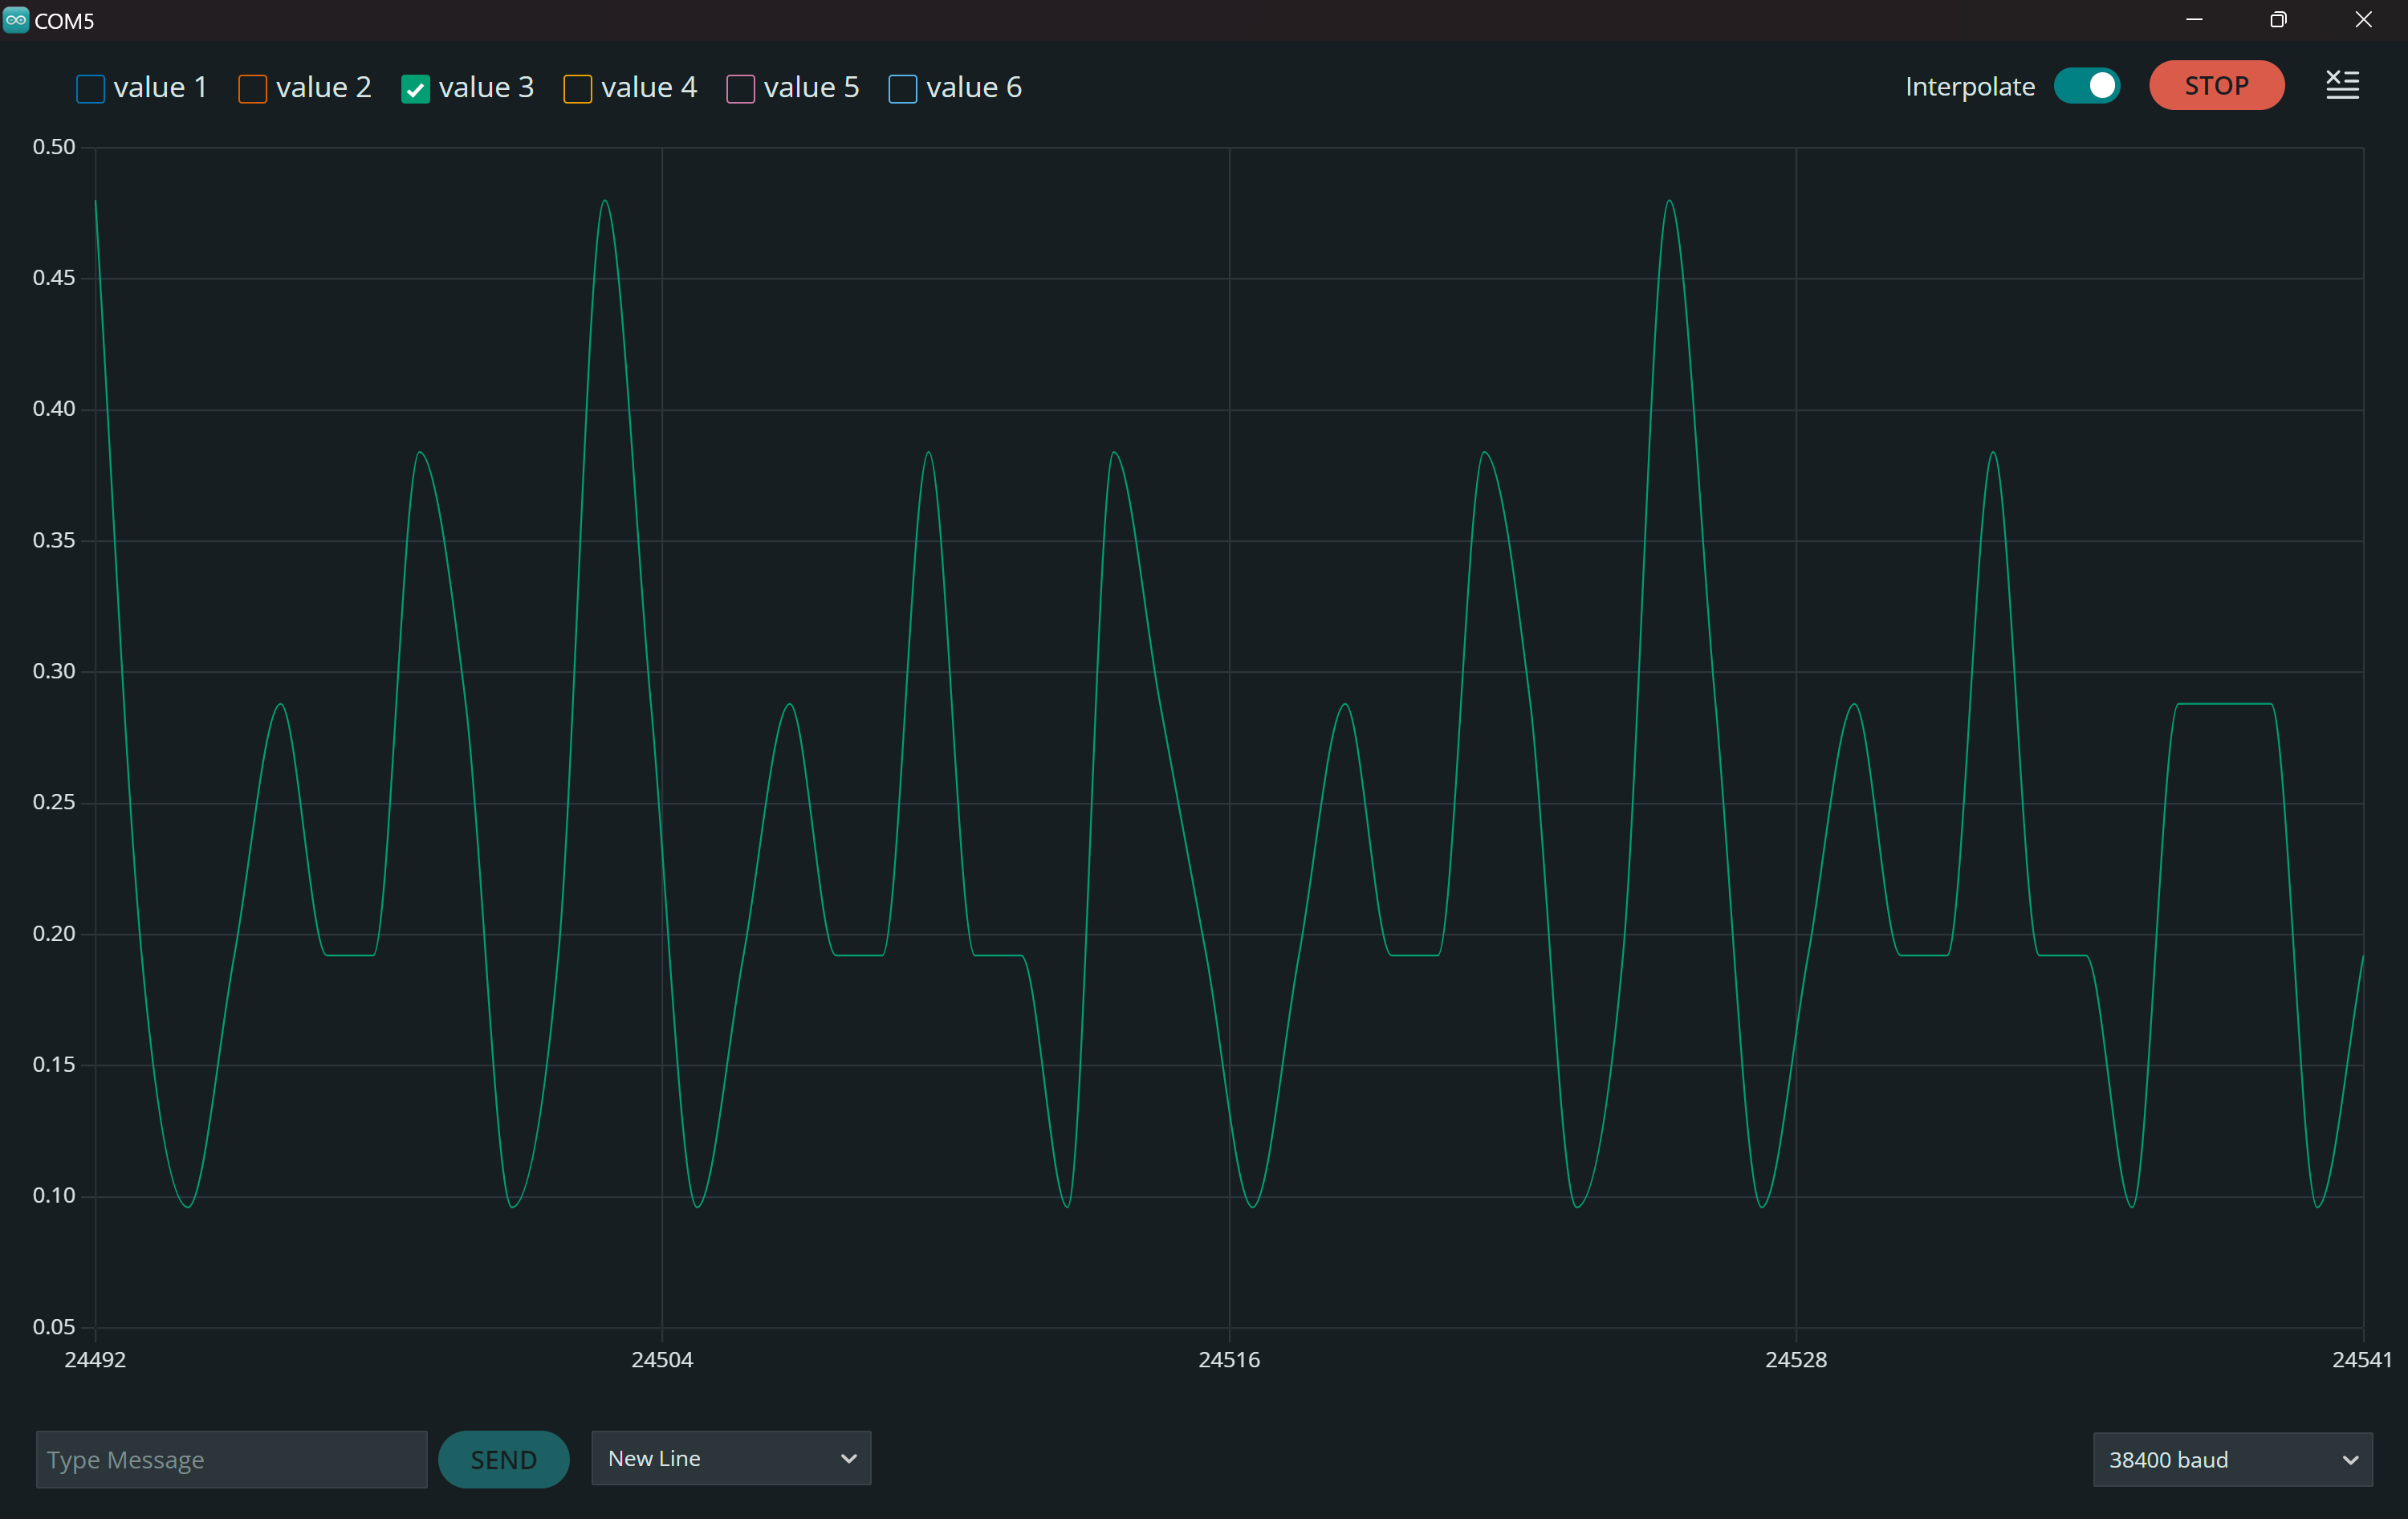 COM5
value 1 value 2 value 3 value 4 value 5 value 6 Interpolate STOP
0.50
0.45
0.40
0.35
0.30
0.25
0.20
0.15
0.10
0.05
24492 24504 24516 24528 24541
Type Message SEND New Line 38400 baud